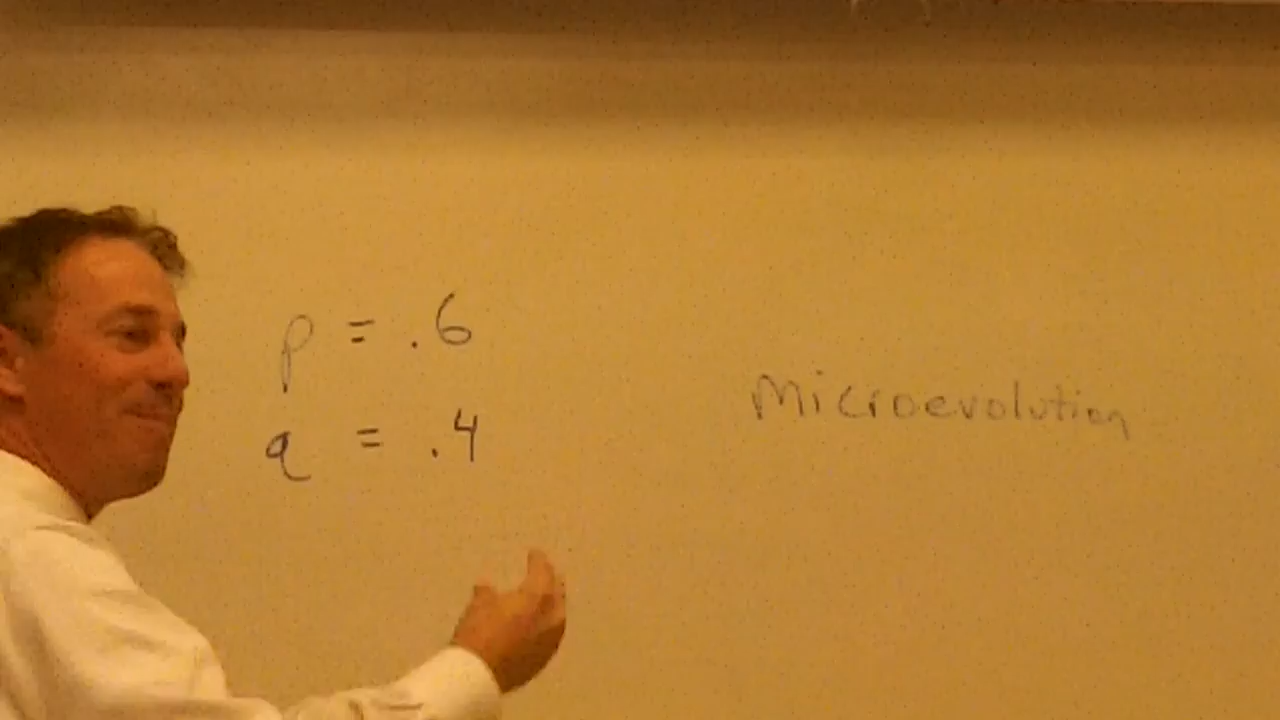 p = .6
q = .4
Microevolution